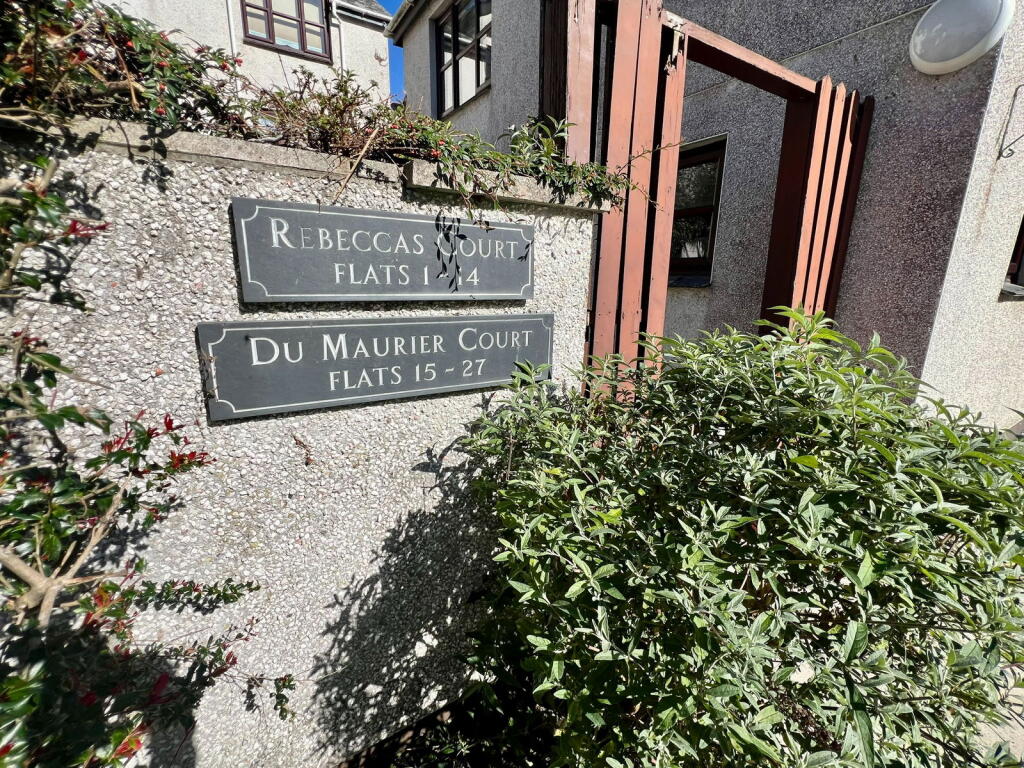 REBECCAS COURT
FLATS 1-14
DU MAURIER COURT
FLATS 15-27